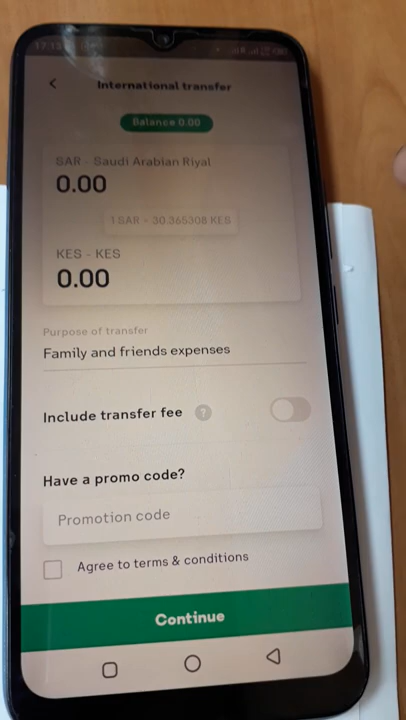 17:13
International transfer
Balance 0.00
SAR - Saudi Arabian Riyal
0.00
1 SAR - 30.365308 KES
KES - KES
0.00
Purpose of transfer
Family and friends expenses
Include transfer fee ?
Have a promo code?
Promotion code
Agree to terms & conditions
Continue